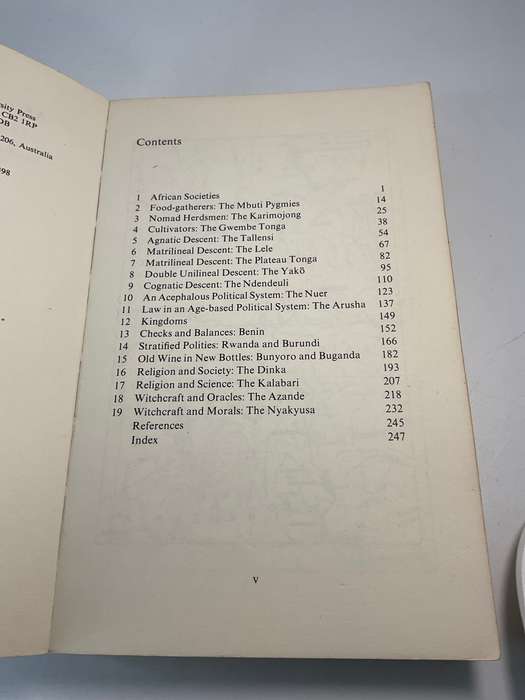 sity Press
CB2 1RP
DB
206, Australia
98
Contents
1 African Societies 1
2 Food-gatherers: The Mbuti Pygmies 14
3 Nomad Herdsmen: The Karimojong 25
4 Cultivators: The Gwembe Tonga 38
5 Agnatic Descent: The Tallensi 54
6 Matrilineal Descent: The Lele 67
7 Matrilineal Descent: The Plateau Tonga 82
8 Double Unilineal Descent: The Yakö 95
9 Cognatic Descent: The Ndendeuli 110
10 An Acephalous Political System: The Nuer 123
11 Law in an Age-based Political System: The Arusha 137
12 Kingdoms 149
13 Checks and Balances: Benin 152
14 Stratified Polities: Rwanda and Burundi 166
15 Old Wine in New Bottles: Bunyoro and Buganda 182
16 Religion and Society: The Dinka 193
17 Religion and Science: The Kalabari 207
18 Witchcraft and Oracles: The Azande 218
19 Witchcraft and Morals: The Nyakyusa 232
References 245
Index 247
v